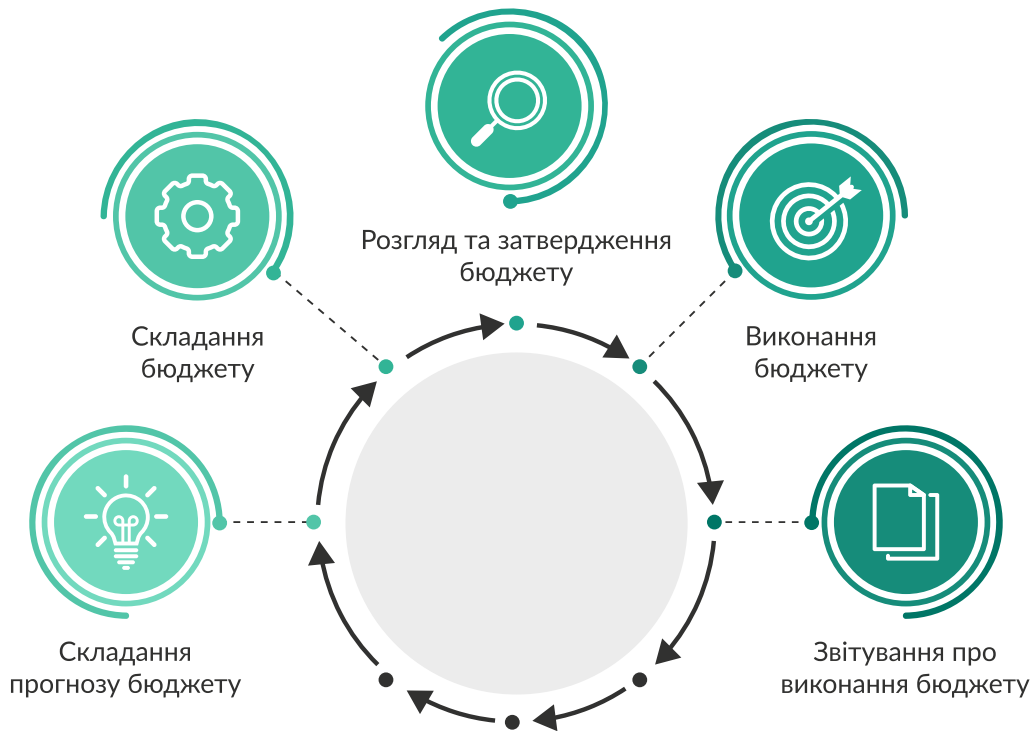 Розгляд та затвердження
бюджету
Складання
бюджету
Виконання
бюджету
Складання
прогнозу бюджету
Звітування про
виконання бюджету